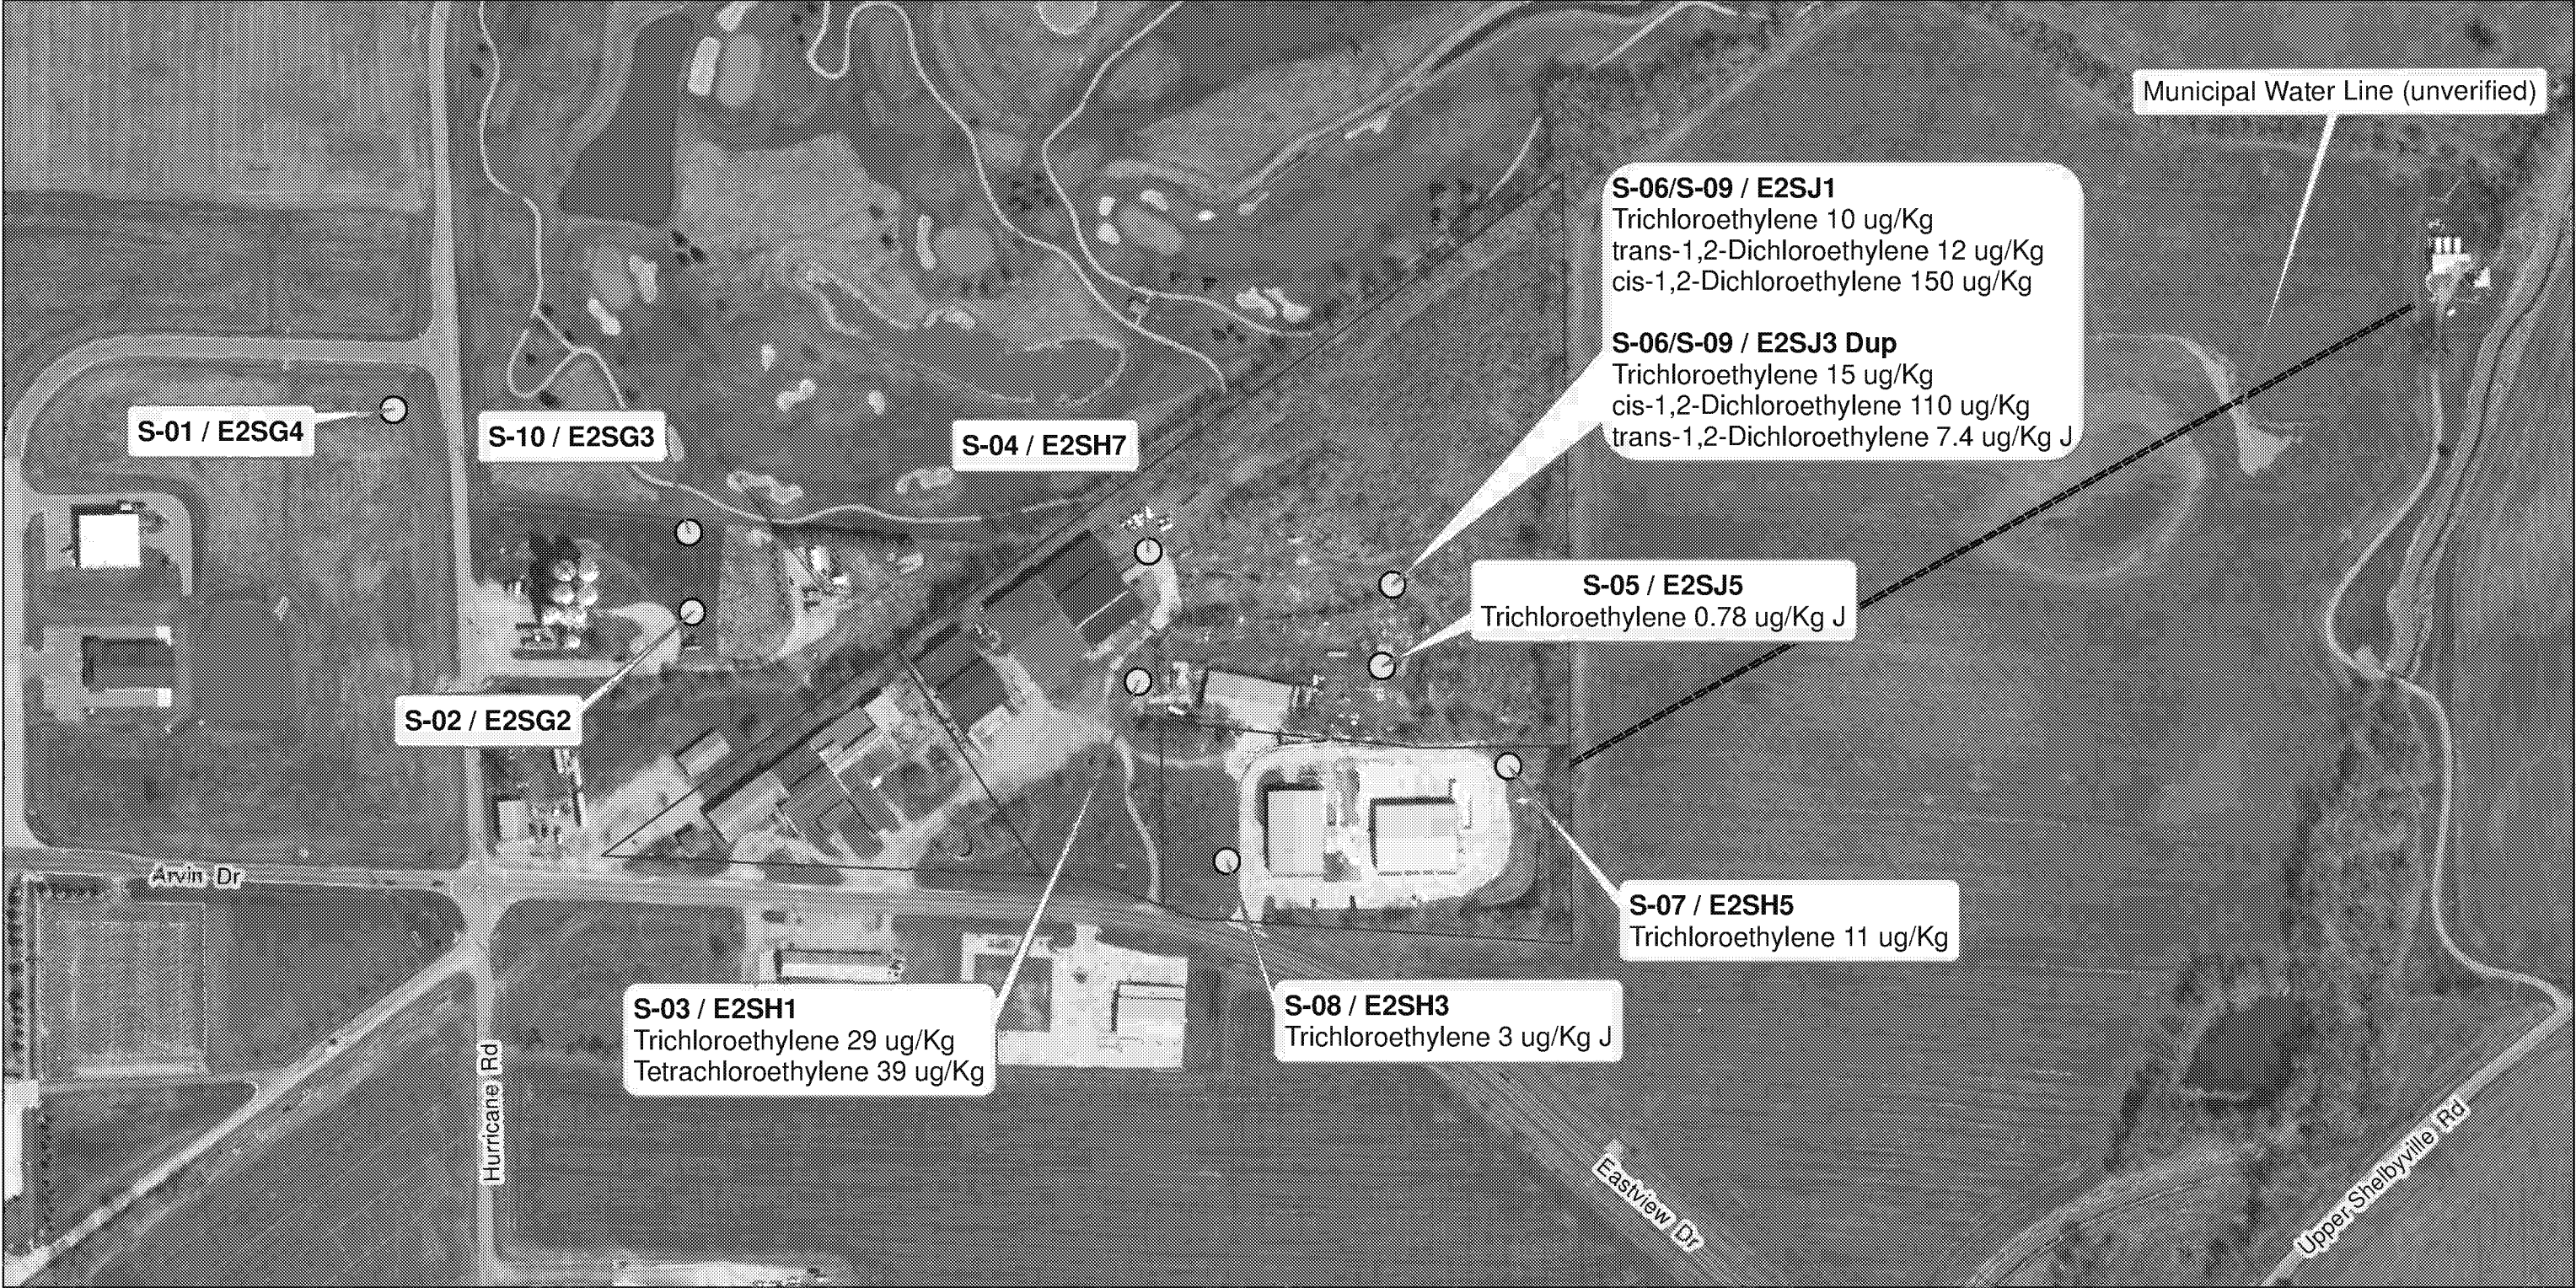 Municipal Water Line (unverified)
S-06/S-09 / E2SJ1
Trichloroethylene 10 ug/Kg
trans-1,2-Dichloroethylene 12 ug/Kg
cis-1,2-Dichloroethylene 150 ug/Kg
S-06/S-09 / E2SJ3 Dup
Trichloroethylene 15 ug/Kg
cis-1,2-Dichloroethylene 110 ug/Kg
trans-1,2-Dichloroethylene 7.4 ug/Kg J
S-01 / E2SG4
S-10 / E2SG3
S-04 / E2SH7
S-05 / E2SJ5
Trichloroethylene 0.78 ug/Kg J
S-02 / E2SG2
Arvin Dr
S-07 / E2SH5
Trichloroethylene 11 ug/Kg
S-03 / E2SH1
Trichloroethylene 29 ug/Kg
Tetrachloroethylene 39 ug/Kg
S-08 / E2SH3
Trichloroethylene 3 ug/Kg J
Hurricane Rd
Eastview Dr
Upper Shelbyville Rd